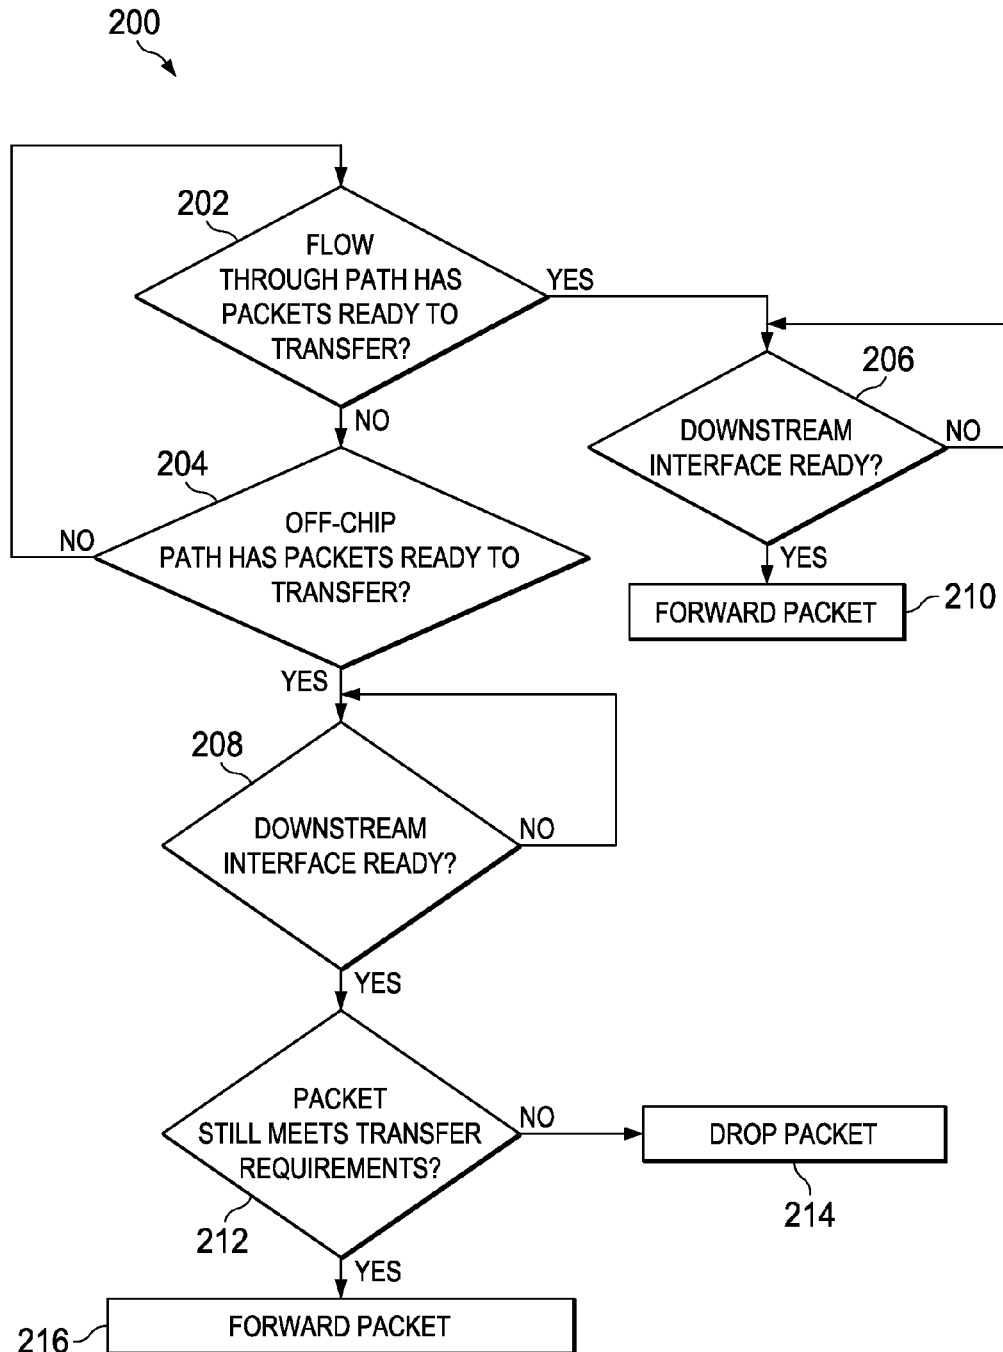 200
202
FLOW
THROUGH PATH HAS
PACKETS READY TO
TRANSFER?
YES
NO
206
DOWNSTREAM
INTERFACE READY?
NO
YES
FORWARD PACKET
210
204
OFF-CHIP
PATH HAS PACKETS READY TO
TRANSFER?
NO
YES
208
DOWNSTREAM
INTERFACE READY?
NO
YES
PACKET
STILL MEETS TRANSFER
REQUIREMENTS?
NO
DROP PACKET
214
212
YES
FORWARD PACKET
216